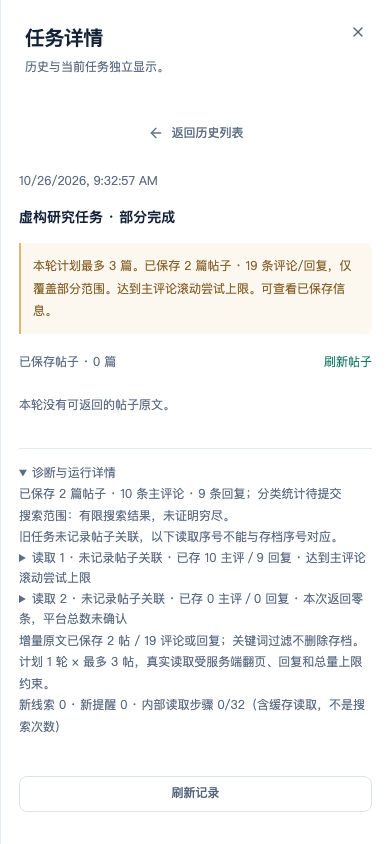 任务详情
历史与当前任务独立显示。
← 返回历史列表
10/26/2026, 9:32:57 AM
虚构研究任务 · 部分完成
本轮计划最多 3 篇。已保存 2 篇帖子 · 19 条评论/回复，仅
覆盖部分范围。达到主评论滚动尝试上限。可查看已保存信
息。
已保存帖子 · 0 篇 刷新帖子
本轮没有可返回的帖子原文。
▼ 诊断与运行详情
已保存 2 篇帖子 · 10 条主评论 · 9 条回复；分类统计待提交
搜索范围：有限搜索结果，未证明穷尽。
旧任务未记录帖子关联，以下读取序号不能与存档序号对应。
▶ 读取 1 · 未记录帖子关联 · 已存 10 主评 / 9 回复 · 达到主评论
滚动尝试上限
▶ 读取 2 · 未记录帖子关联 · 已存 0 主评 / 0 回复 · 本次返回零
条，平台总数未确认
增量原文已保存 2 帖 / 19 评论或回复；关键词过滤不删除存档。
计划 1 轮 × 最多 3 帖，真实读取受服务端翻页、回复和总量上限
约束。
新线索 0 · 新提醒 0 · 内部读取步骤 0/32（含缓存读取，不是搜
索次数）
刷新记录